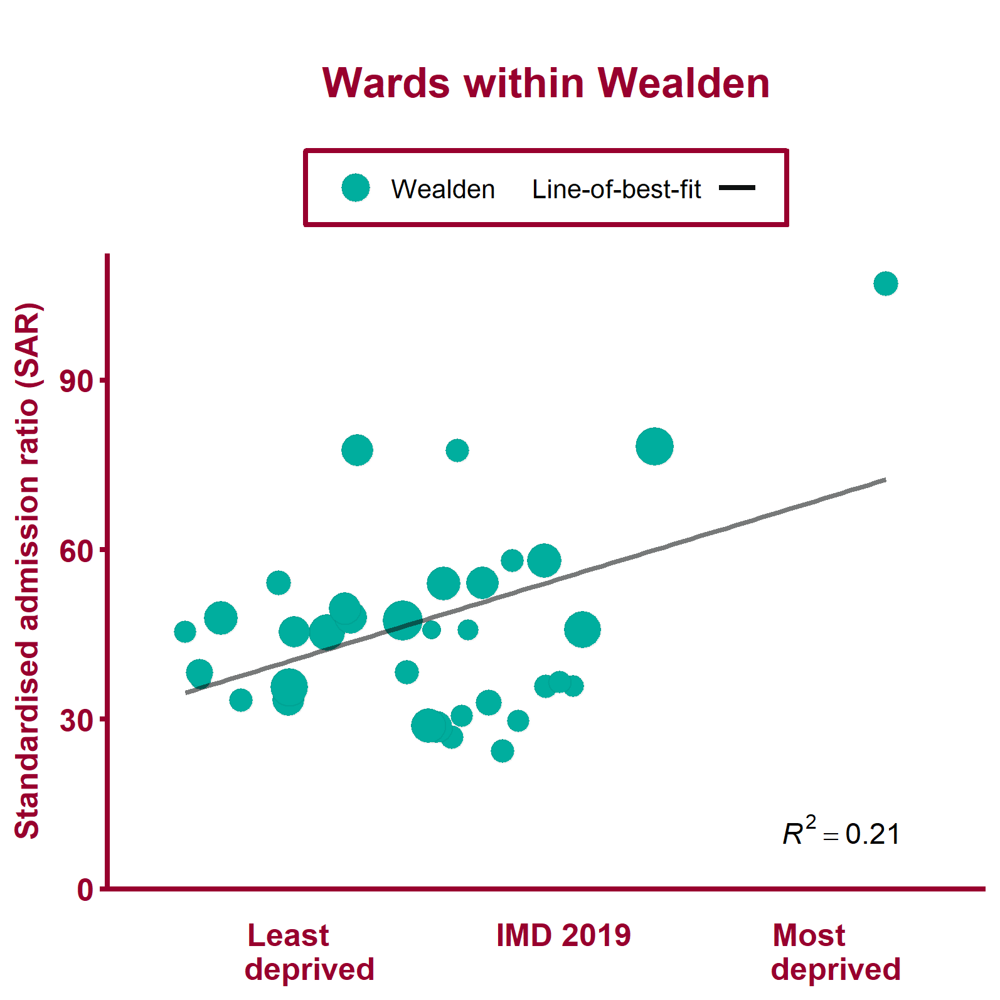 Wards within Wealden
Wealden Line-of-best-fit
Standardised admission ratio (SAR)
90
60
30
0
R² = 0.21
Least deprived
IMD 2019
Most deprived